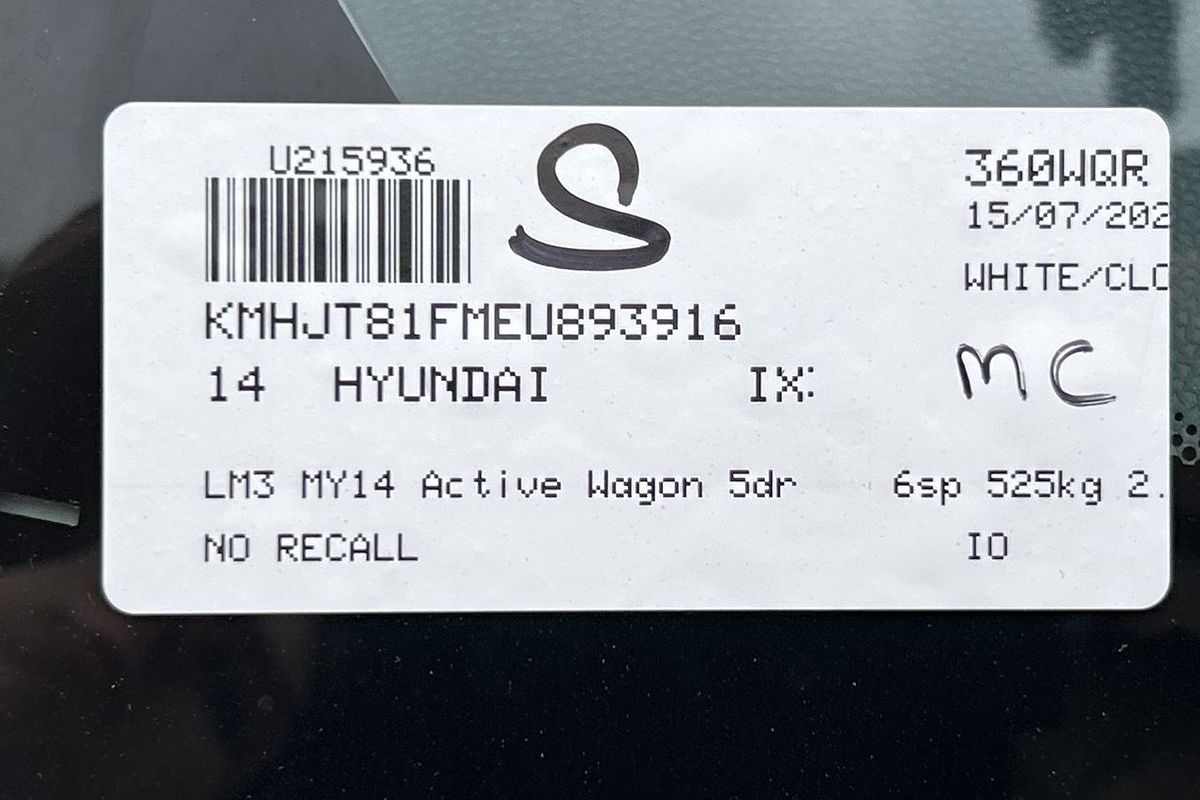 U215936
S
360WQR
15/07/202
WHITE/CLO
KMHJT81FMEU893916
MC
14 HYUNDAI IX
LM3 MY14 Active Wagon 5dr 6sp 525kg 2.
NO RECALL IO